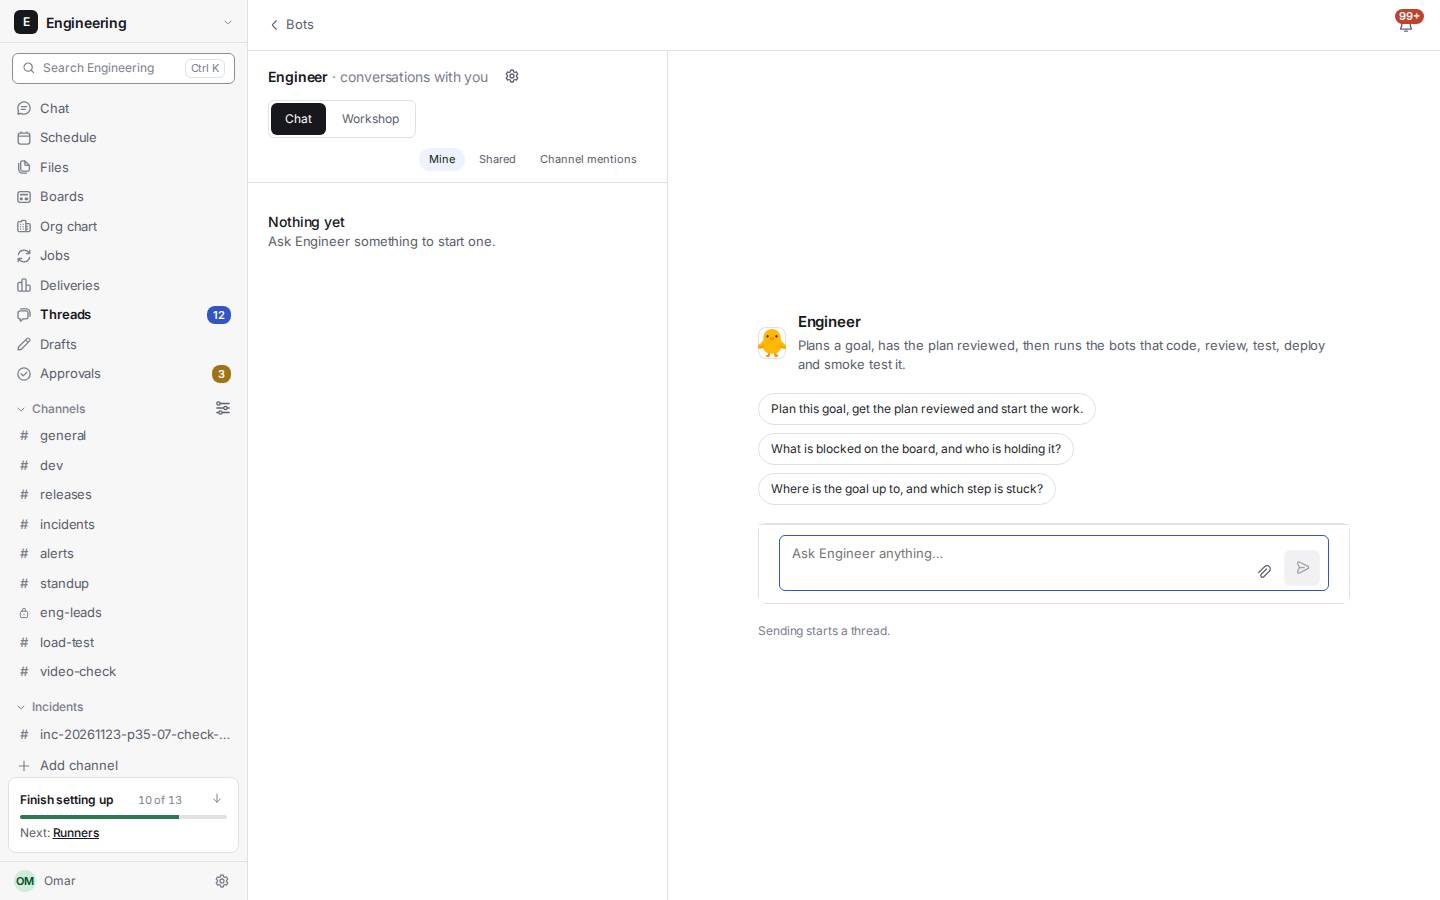 E Engineering
Search Engineering Ctrl K
Chat
Schedule
Files
Boards
Org chart
Jobs
Deliveries
Threads 12
Drafts
Approvals 3
Channels
# general
# dev
# releases
# incidents
# alerts
# standup
eng-leads
# load-test
# video-check
Incidents
# inc-20261123-p35-07-check-...
Add channel
Finish setting up 10 of 13
Next: Runners
OM Omar
Bots
99+
Engineer · conversations with you
Chat Workshop
Mine Shared Channel mentions
Nothing yet
Ask Engineer something to start one.
Engineer
Plans a goal, has the plan reviewed, then runs the bots that code, review, test, deploy
and smoke test it.
Plan this goal, get the plan reviewed and start the work.
What is blocked on the board, and who is holding it?
Where is the goal up to, and which step is stuck?
Ask Engineer anything...
Sending starts a thread.